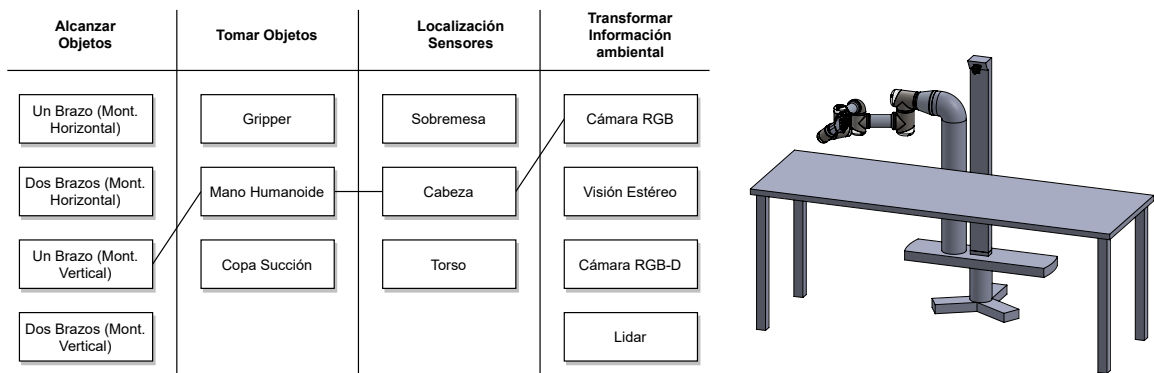 Alcanzar
Objetos
Tomar Objetos
Localización
Sensores
Transformar
Información
ambiental
Un Brazo (Mont.
Horizontal)
Gripper
Sobremesa
Cámara RGB
Dos Brazos (Mont.
Horizontal)
Mano Humanoide
Cabeza
Visión Estéreo
Un Brazo (Mont.
Vertical)
Copa Succión
Torso
Cámara RGB-D
Dos Brazos (Mont.
Vertical)
Lidar